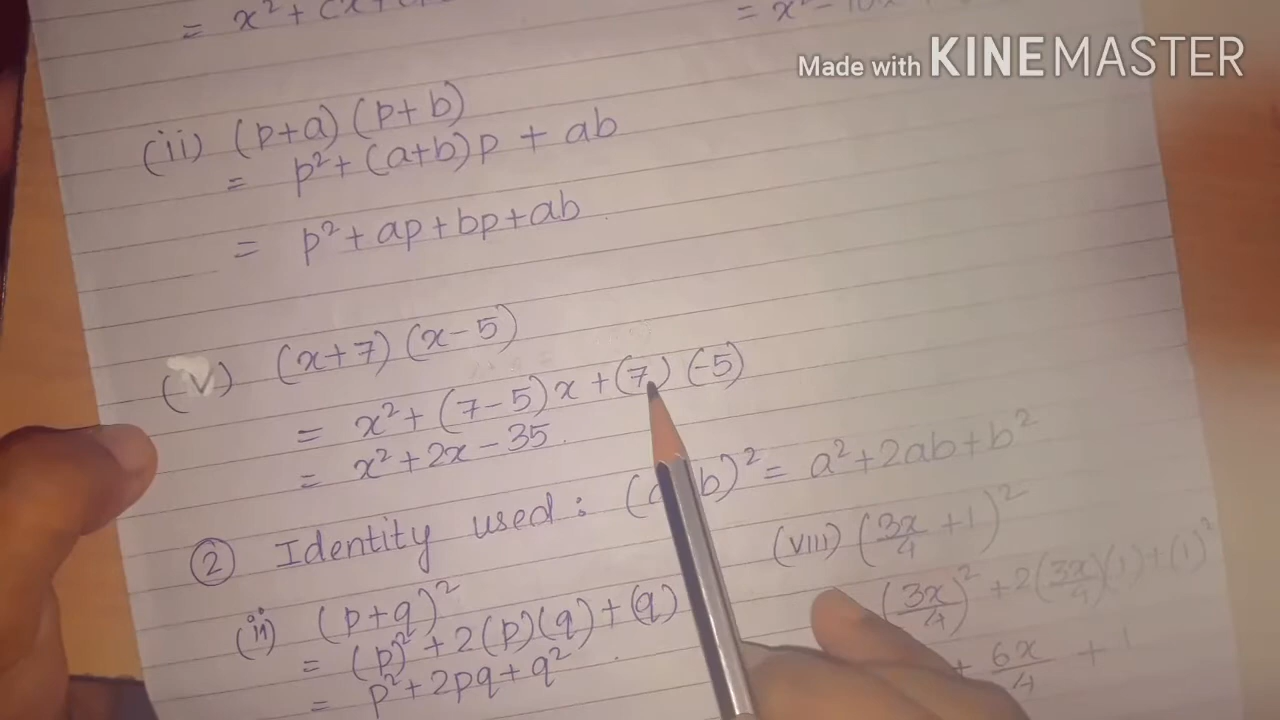 Made with KINEMASTER
(ii) (p+a) (p+b)
= p² + (a+b)p + ab
= p² + ap + bp + ab
(v) (x+7) (x-5)
= x² + (7-5)x + (7) (-5)
= x² + 2x - 35
② Identity used : b)² = a² + 2ab + b²
(ii) (p+q)²
= (p)² + 2(p)(q) + (q)
= p² + 2pq + q²
(viii) (3x/4 + 1)²
(3x/4)² + 2(3x/4)(1) + (1)²
+ 6x/4 + 1